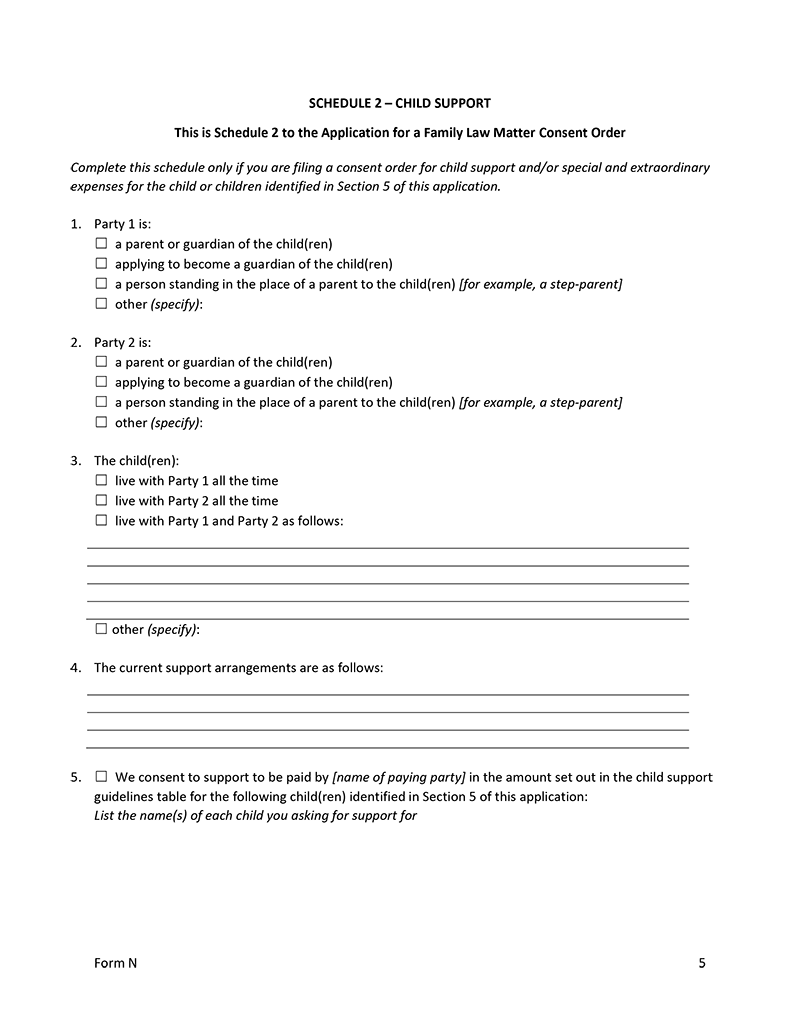 SCHEDULE 2 – CHILD SUPPORT
This is Schedule 2 to the Application for a Family Law Matter Consent Order
Complete this schedule only if you are filing a consent order for child support and/or special and extraordinary
expenses for the child or children identified in Section 5 of this application.
1. Party 1 is:
☐ a parent or guardian of the child(ren)
☐ applying to become a guardian of the child(ren)
☐ a person standing in the place of a parent to the child(ren) [for example, a step-parent]
☐ other (specify):
2. Party 2 is:
☐ a parent or guardian of the child(ren)
☐ applying to become a guardian of the child(ren)
☐ a person standing in the place of a parent to the child(ren) [for example, a step-parent]
☐ other (specify):
3. The child(ren):
☐ live with Party 1 all the time
☐ live with Party 2 all the time
☐ live with Party 1 and Party 2 as follows:
☐ other (specify):
4. The current support arrangements are as follows:
5. ☐ We consent to support to be paid by [name of paying party] in the amount set out in the child support
guidelines table for the following child(ren) identified in Section 5 of this application:
List the name(s) of each child you asking for support for
Form N 5